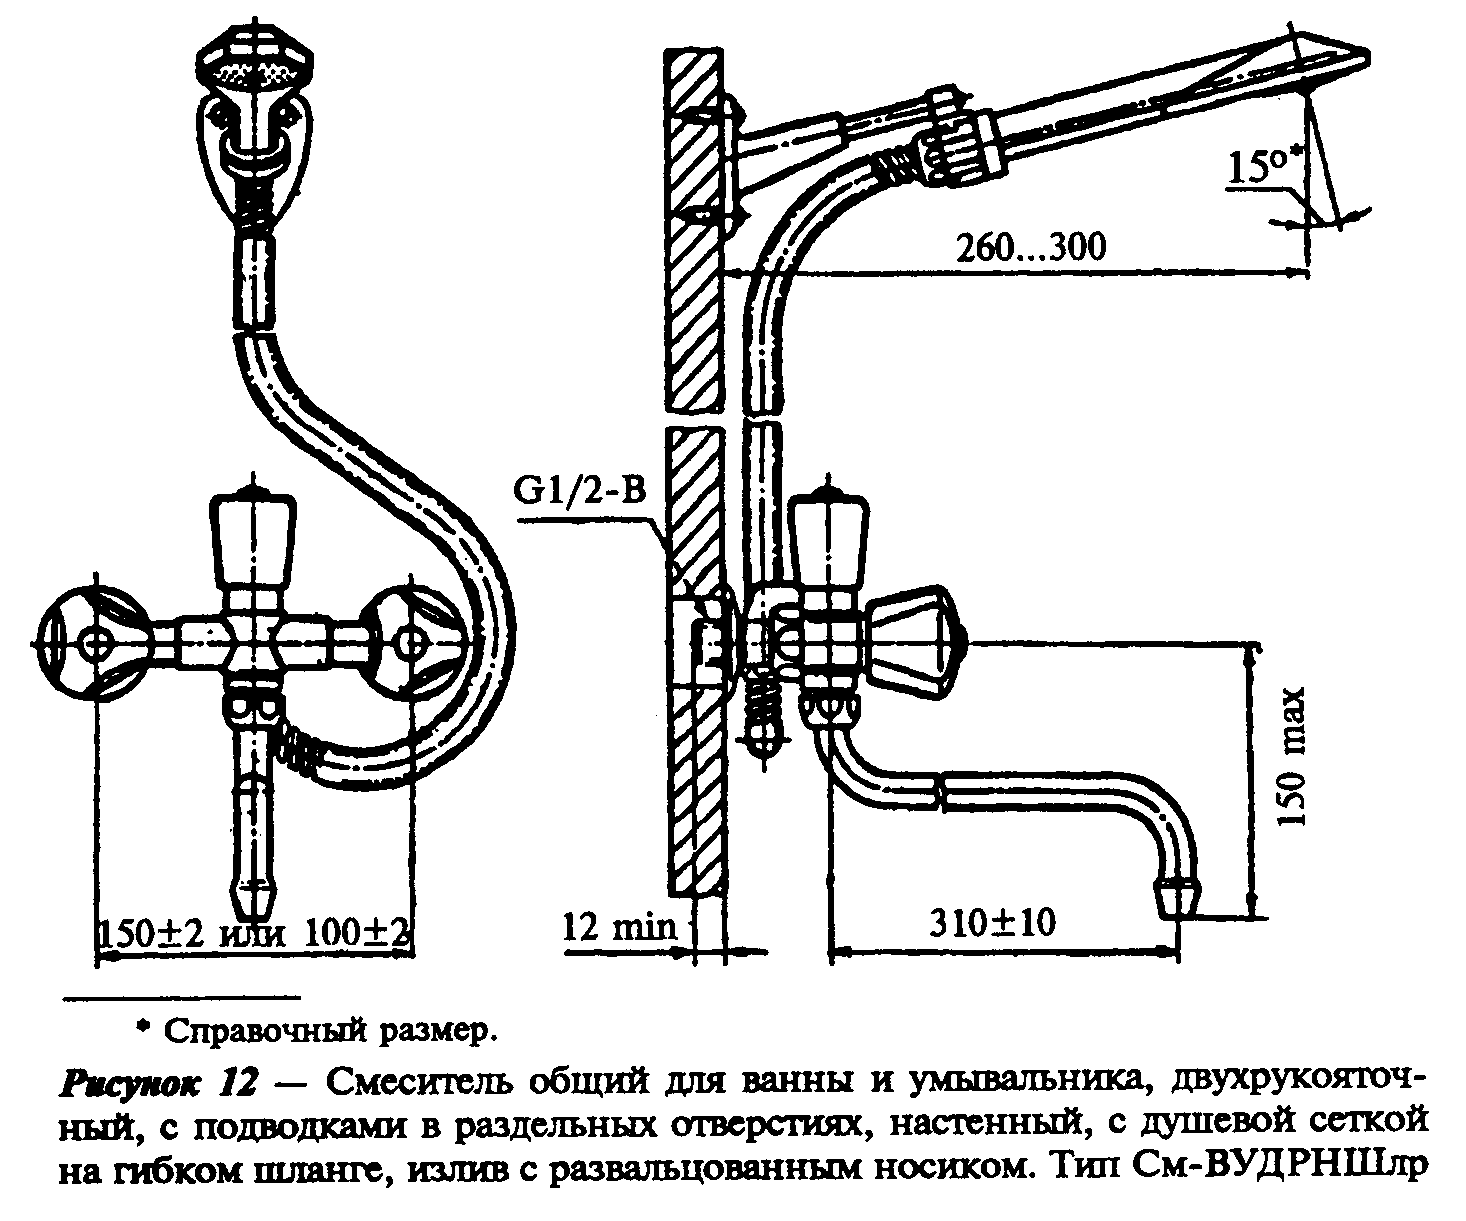 15°*
260...300
G1/2-B
150 max
150±2 или 100±2
12 min
310±10
* Справочный размер.
Рисунок 12 — Смеситель общий для ванны и умывальника, двухрукояточ-
ный, с подводками в раздельных отверстиях, настенный, с душевой сеткой
на гибком шланге, излив с развальцованным носиком. Тип См-ВУДРНШлр